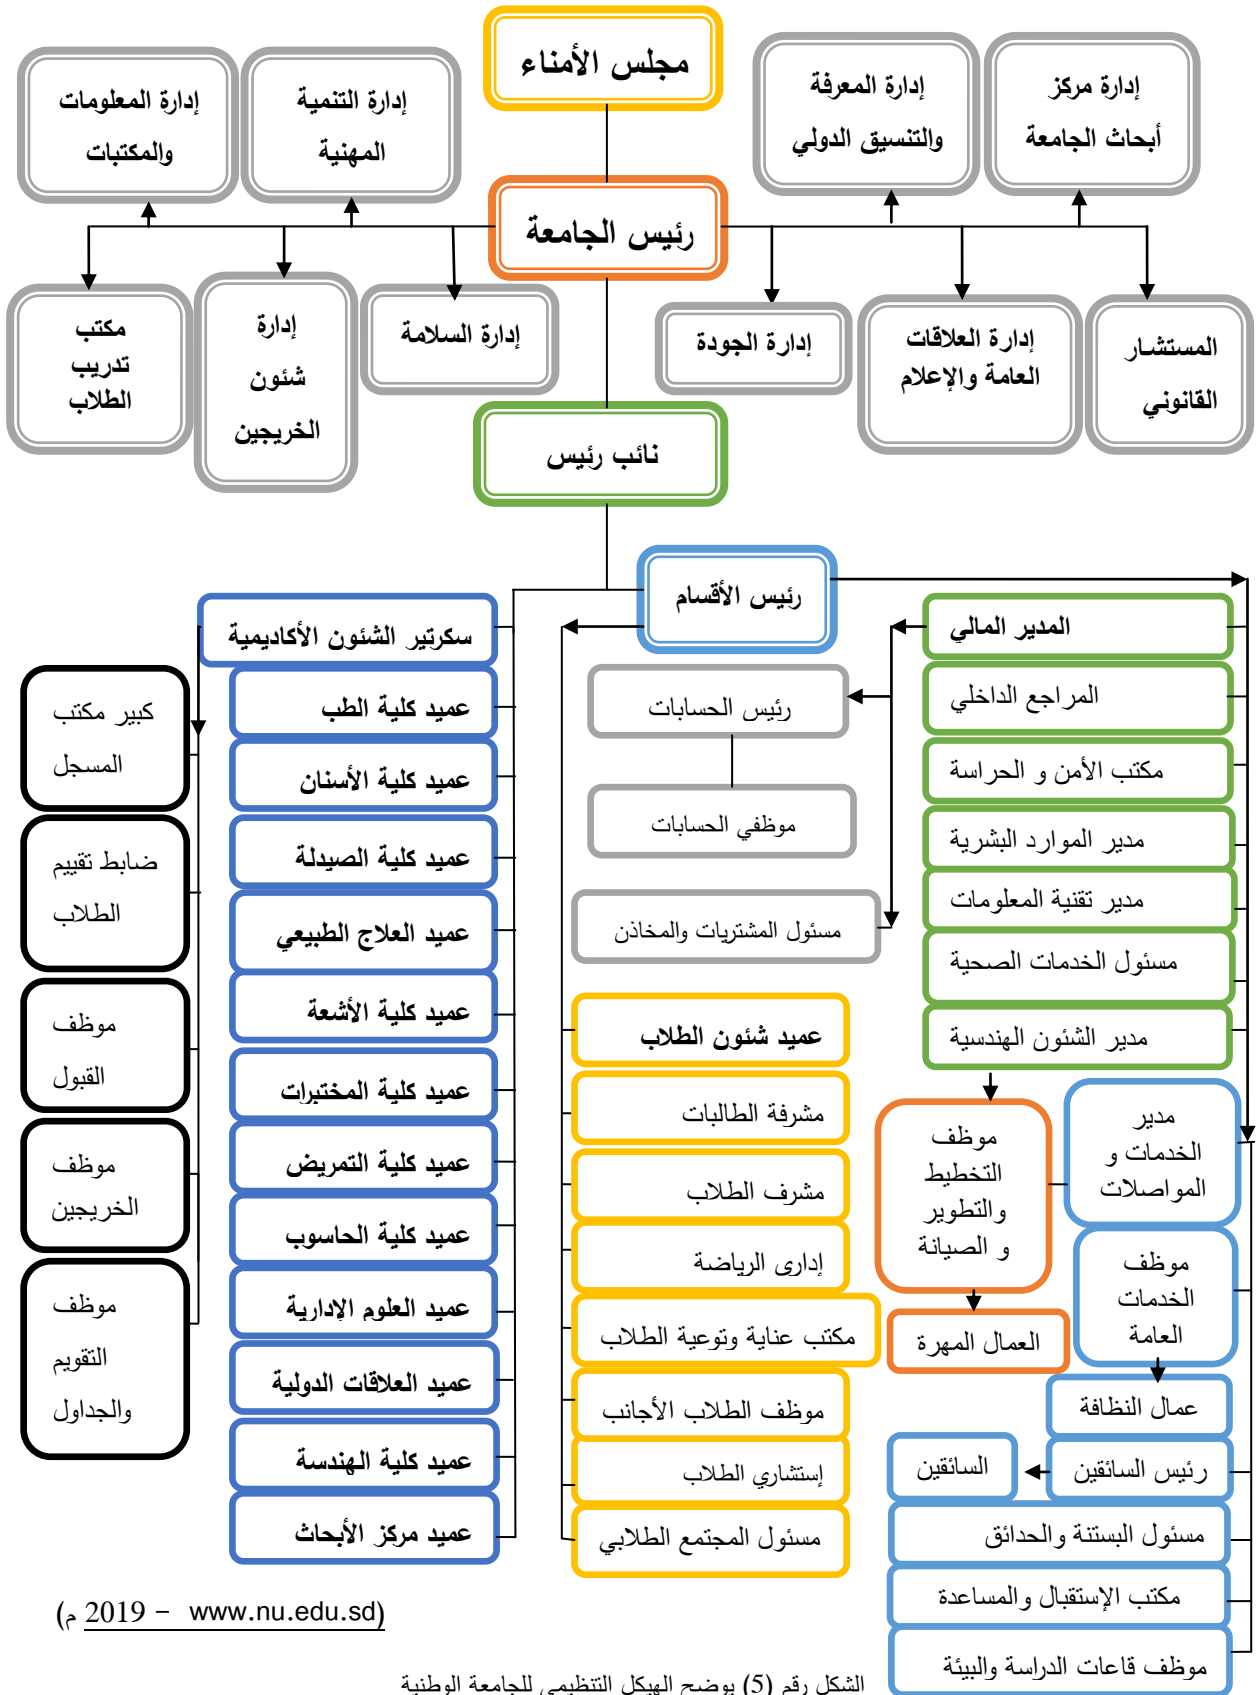 مجلس الأمناء
إدارة مركز
أبحاث الجامعة
إدارة المعرفة
والتنسيق الدولي
إدارة التنمية
المهنية
إدارة المعلومات
والمكتبات
رئيس الجامعة
المستشار
القانوني
إدارة العلاقات
العامة والإعلام
إدارة الجودة
إدارة السلامة
إدارة
شئون
الخريجين
مكتب
تدريب
الطلاب
نائب رئيس
رئيس الأقسام
المدير المالي
المراجع الداخلي
مكتب الأمن و الحراسة
مدير الموارد البشرية
مدير تقنية المعلومات
مسئول الخدمات الصحية
مدير الشئون الهندسية
مدير
الخدمات و
المواصلات
موظف
التخطيط
والتطوير
و الصيانة
موظف
الخدمات
العامة
العمال المهرة
عمال النظافة
رئيس السائقين
السائقين
مسئول البستنة والحدائق
مكتب الإستقبال والمساعدة
موظف قاعات الدراسة والبيئة
رئيس الحسابات
موظفي الحسابات
مسئول المشتريات والمخاذن
عميد شئون الطلاب
مشرفة الطالبات
مشرف الطلاب
إدارى الرياضة
مكتب عناية وتوعية الطلاب
موظف الطلاب الأجانب
إستشاري الطلاب
مسئول المجتمع الطلابي
سكرتير الشئون الأكاديمية
عميد كلية الطب
عميد كلية الأسنان
عميد كلية الصيدلة
عميد العلاج الطبيعي
عميد كلية الأشعة
عميد كلية المختبرات
عميد كلية التمريض
عميد كلية الحاسوب
عميد العلوم الإدارية
عميد العلاقات الدولية
عميد كلية الهندسة
عميد مركز الأبحاث
كبير مكتب
المسجل
ضابط تقييم
الطلاب
موظف
القبول
موظف
الخريجين
موظف
التقويم
والجداول
(www.nu.edu.sd – 2019 م)
الشكل رقم (5) يوضح الهيكل التنظيمي للجامعة الوطنية